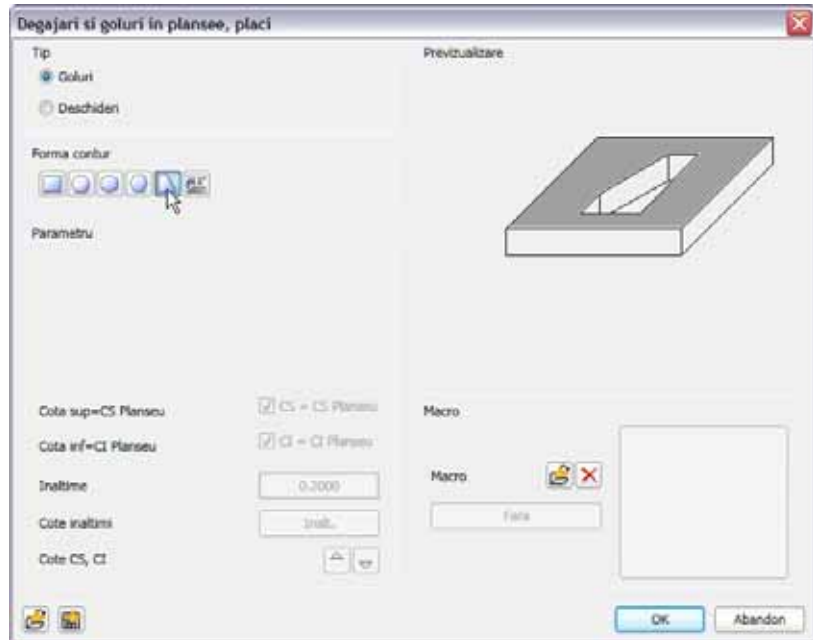 Degajari si goluri in plansee, placi
Tip
Goluri
Deschideri
Forma contur
Parametru
Cota sup=CS Planseu
CS = CS Planseu
Cota inf=CI Planseu
CI = CI Planseu
Inaltime
0.2000
Cote inaltimi
Inalt..
Cote CS, CI
Previzualizare
Macro
Macro
Fara
OK
Abandon